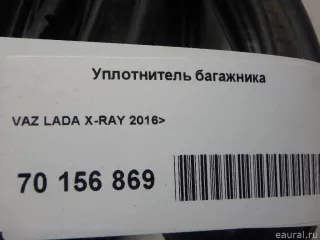 Уплотнитель багажника
VAZ LADA X-RAY 2016>
70 156 869
© eaural.ru